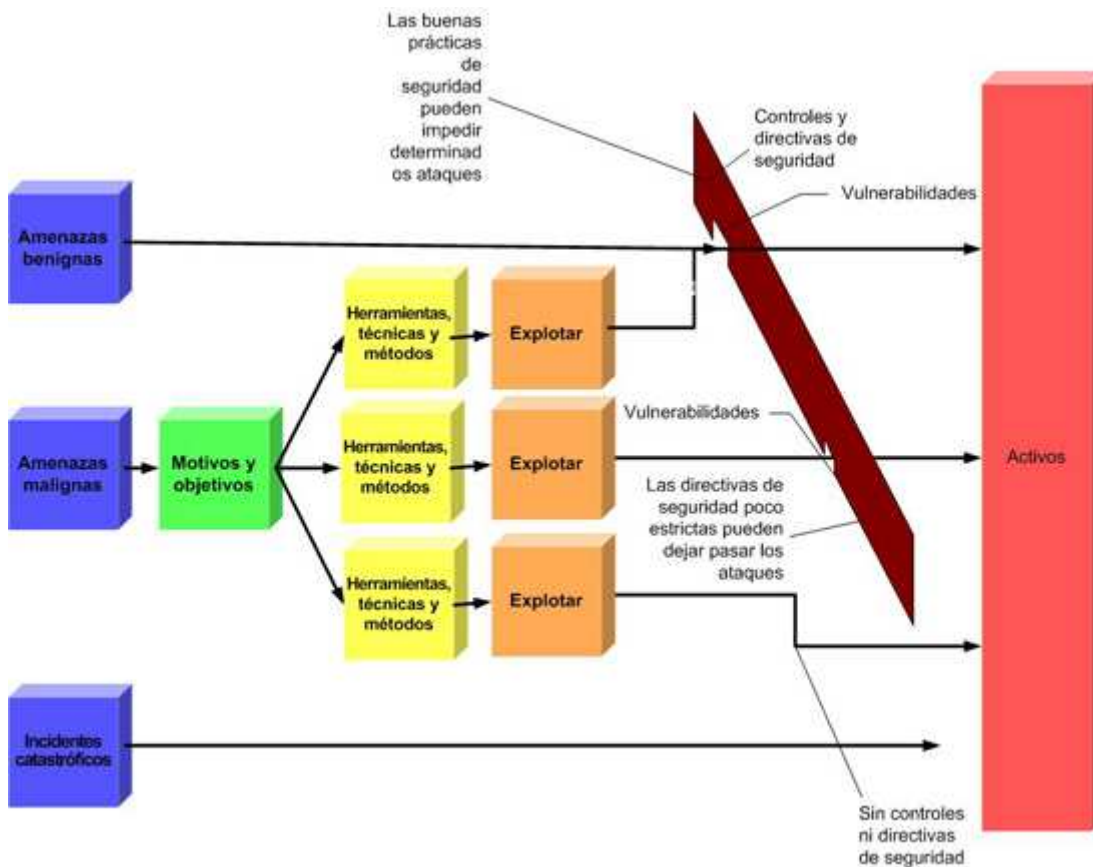 Las buenas
prácticas
de
seguridad
pueden
impedir
determinad
os ataques
Controles y
directivas de
seguridad
Vulnerabilidades
Amenazas
benignas
Herramientas,
técnicas y
métodos
Explotar
Amenazas
malignas
Motivos y
objetivos
Herramientas,
técnicas y
métodos
Explotar
Vulnerabilidades
Activos
Las directivas de
seguridad poco
estrictas pueden
dejar pasar los
ataques
Herramientas,
técnicas y
métodos
Explotar
Incidentes
catastróficos
Sin controles
ni directivas
de seguridad